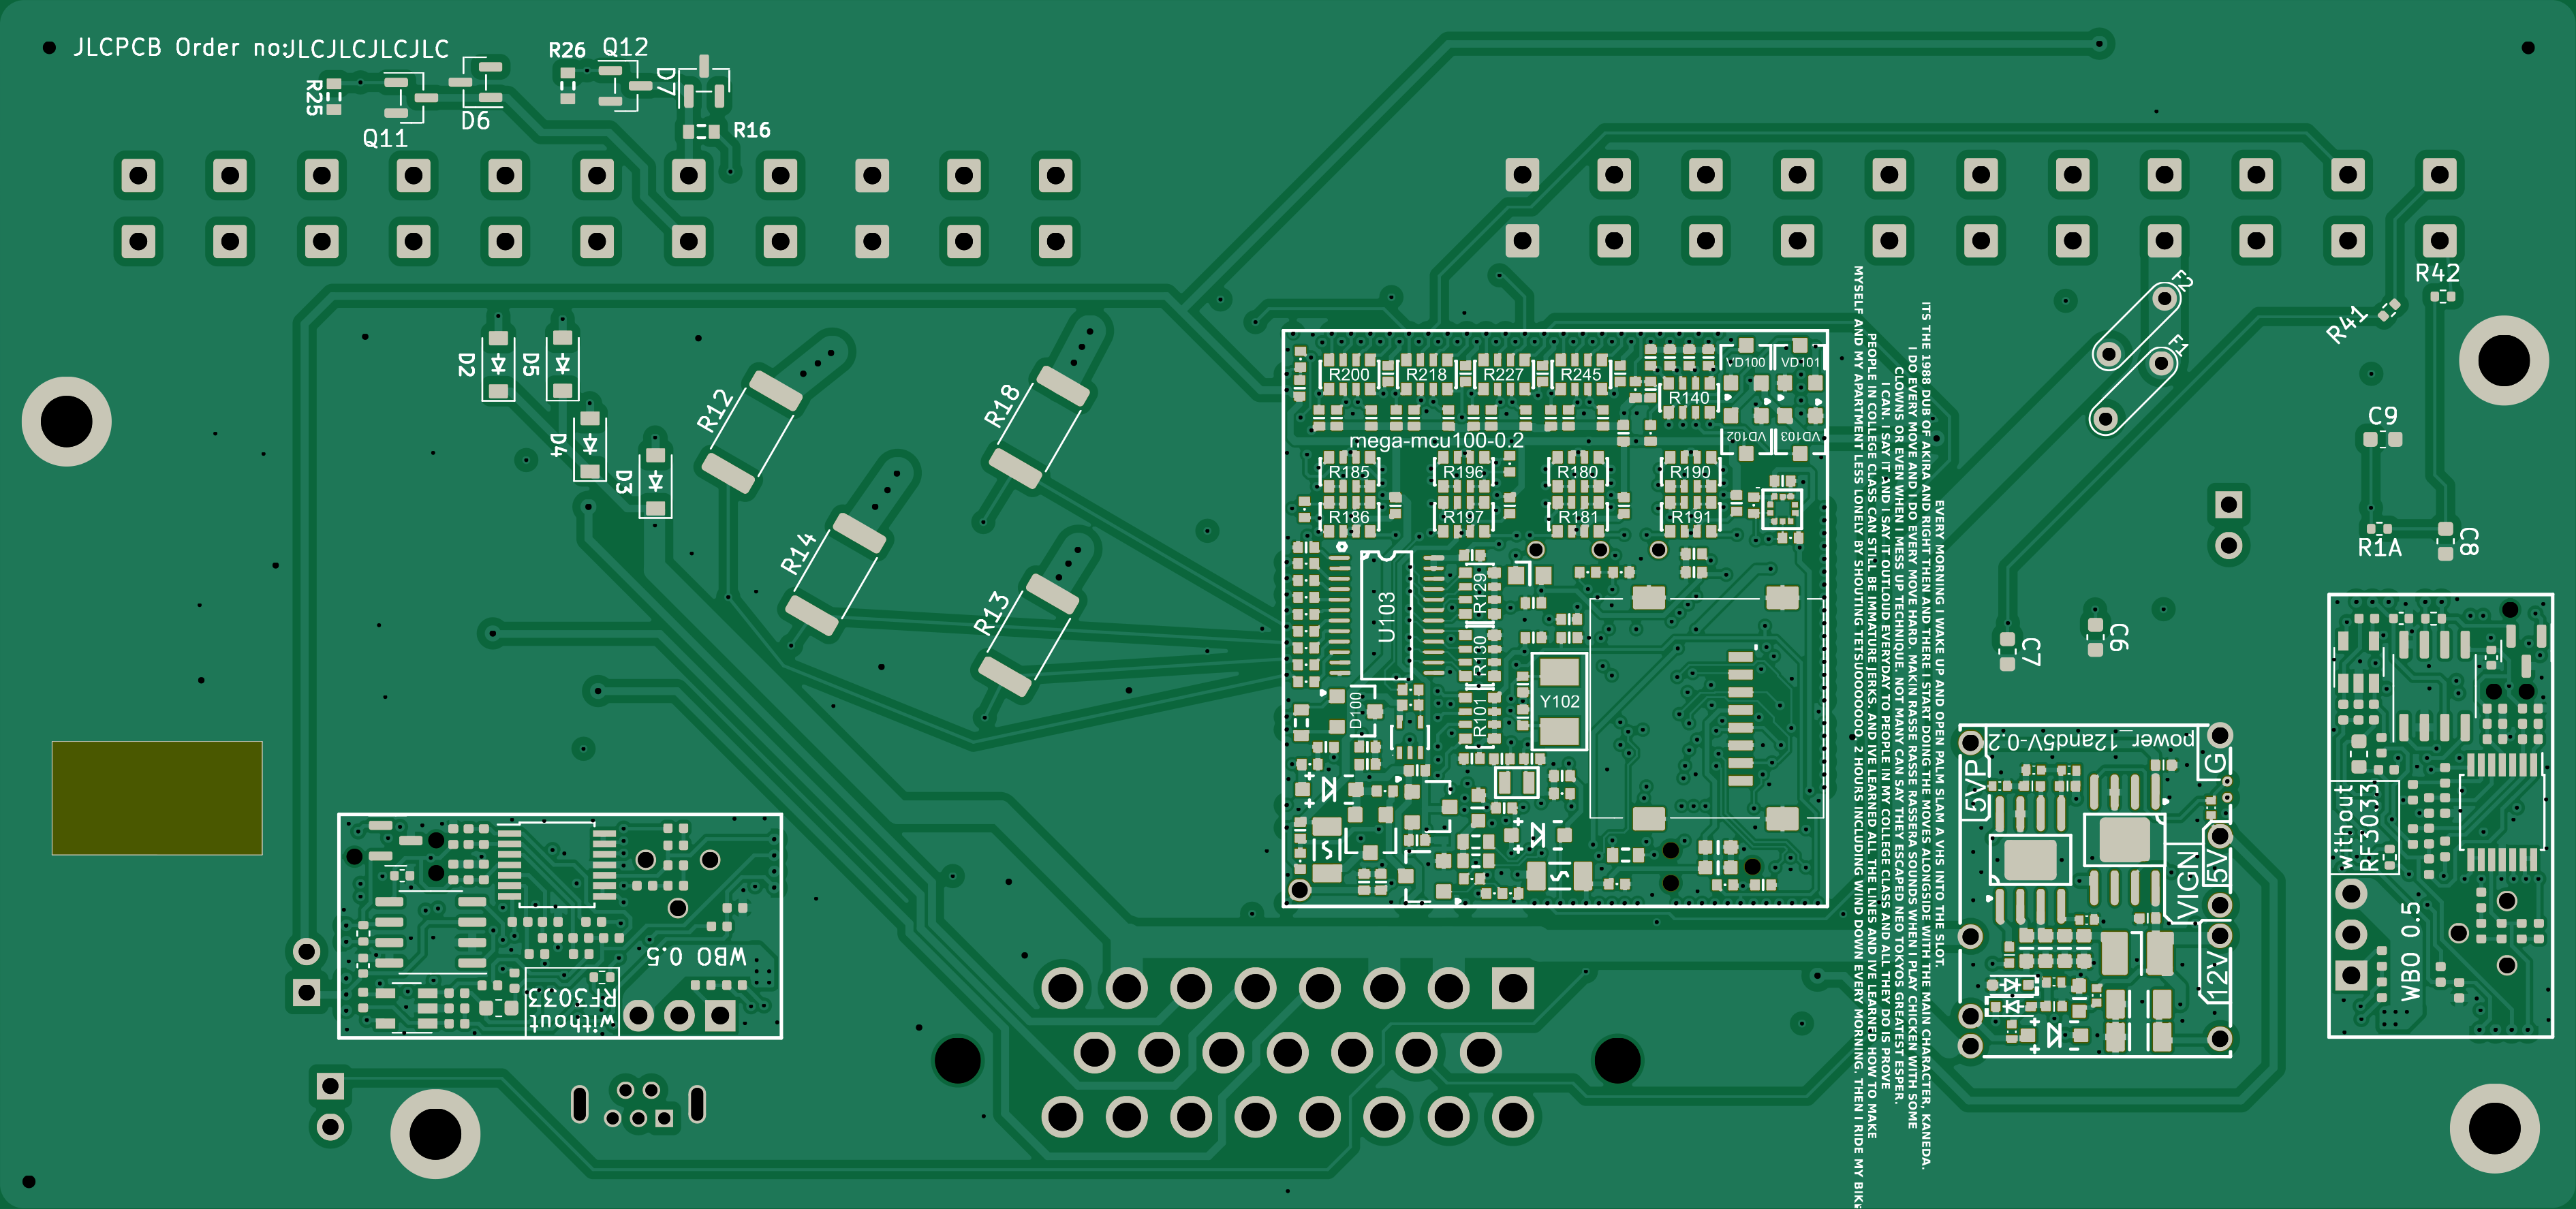 JLCPCB Order no:JLCJLCJLCJLC
R26
Q12
D7
R25
D6
Q11
R16
R42
F2
R41
F1
D2
D5
R12
R18
D4
D3
R14
R13
C9
R1A
C8
C7
C6
R200
R218
R227
R245
VD100
VD101
R140
mega-mcu100-0.2
VD102
VD103
R185
R196
R180
R190
R186
R197
R181
R191
U103
R129
R130
R101
Y102
D100
+
-
+
-
EVERY MORNING I WAKE UP AND OPEN PALM SLAM A VHS INTO THE SLOT.
ITS THE 1988 DUB OF AKIRA AND RIGHT THEN AND THERE I START DOING THE MOVES ALONGSIDE WITH THE MAIN CHARACTER, KANEDA.
I DO EVERY MOVE AND I DO EVERY MOVE HARD. MAKIN RASSE RASSE RASSERA SOUNDS WHEN I PLAY CHICKEN WITH SOME
CLOWNS OR EVEN WHEN I MESS UP TECHNIQUE. NOT MANY CAN SAY THEY ESCAPED NEO TOKYOS GREATEST ESPER.
I CAN. I SAY IT AND I SAY IT OUTLOUD EVERYDAY TO PEOPLE IN MY COLLEGE CLASS AND ALL THEY DO IS PROVE
PEOPLE IN COLLEGE CLASS CAN STILL BE IMMATURE JERKS. AND IVE LEARNED ALL THE LINES AND IVE LEARNED HOW TO MAKE
MYSELF AND MY APARTMENT LESS LONELY BY SHOUTING TETSUOOOOOO. 2 HOURS INCLUDING WIND DOWN EVERY MORNING. THEN I RIDE MY BIK
power_12and5V-0.2
5VP
G
5V
VIGN
12V
+
-
WBO 0.5
without
RF3033
WBO 0.5
without
RF3033